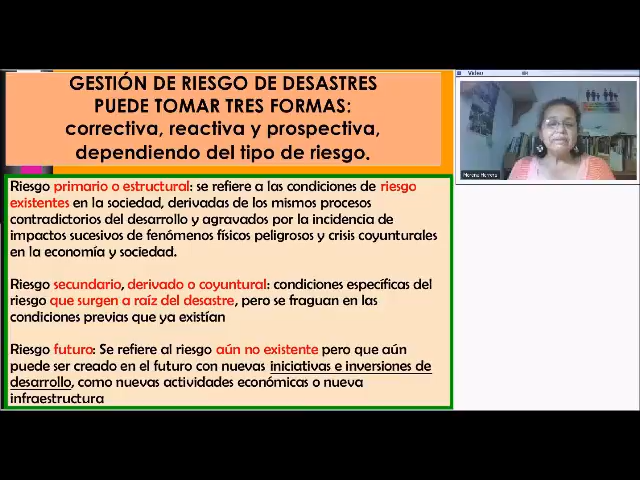 GESTIÓN DE RIESGO DE DESASTRES
PUEDE TOMAR TRES FORMAS:
correctiva, reactiva y prospectiva,
dependiendo del tipo de riesgo.
Riesgo primario o estructural: se refiere a las condiciones de riesgo
existentes en la sociedad, derivadas de los mismos procesos
contradictorios del desarrollo y agravados por la incidencia de
impactos sucesivos de fenómenos físicos peligrosos y crisis coyunturales
en la economía y sociedad.
Riesgo secundario, derivado o coyuntural: condiciones específicas del
riesgo que surgen a raíz del desastre, pero se fraguan en las
condiciones previas que ya existían
Riesgo futuro: Se refiere al riesgo aún no existente pero que aún
puede ser creado en el futuro con nuevas iniciativas e inversiones de
desarrollo, como nuevas actividades económicas o nueva
infraestructura
Video
Morena Herrera